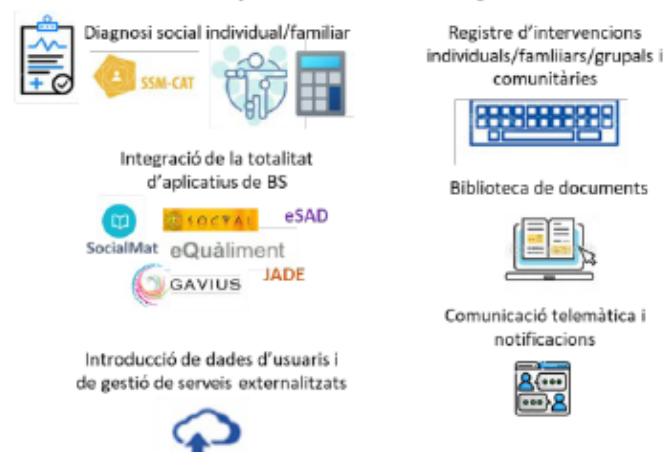 Diagnosi social individual/familiar
SSM-CAT
Integració de la totalitat
d'aplicatius de BS
SOCIAL
eSAD
SocialMat
eQuàliment
GAVIUS
JADE
Introducció de dades d'usuaris i
de gestió de serveis externalitzats
Registre d'intervencions
individuals/famliiars/grupals i
comunitàries
Biblioteca de documents
Comunicació telemàtica i
notificacions